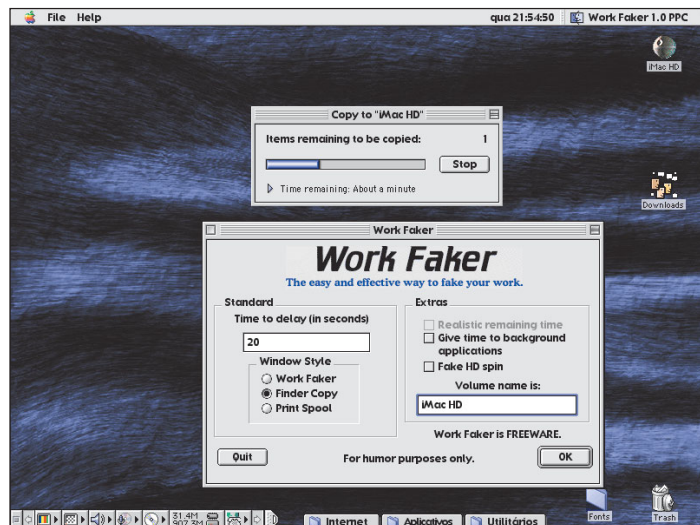 File Help
qua 21:54:50
Work Faker 1.0 PPC
iMac HD
Copy to "iMac HD"
Items remaining to be copied: 1
Stop
Time remaining: About a minute
Downloads
Work Faker
Work Faker
The easy and effective way to fake your work.
Standard
Time to delay (in seconds)
20
Window Style
Work Faker
Finder Copy
Print Spool
Extras
Realistic remaining time
Give time to background
applications
Fake HD spin
Volume name is:
iMac HD
Work Faker is FREEWARE.
Quit
For humor purposes only.
OK
31.4M
907.3M
Internet
Aplicativos
Utilitários
Fonts
Trash